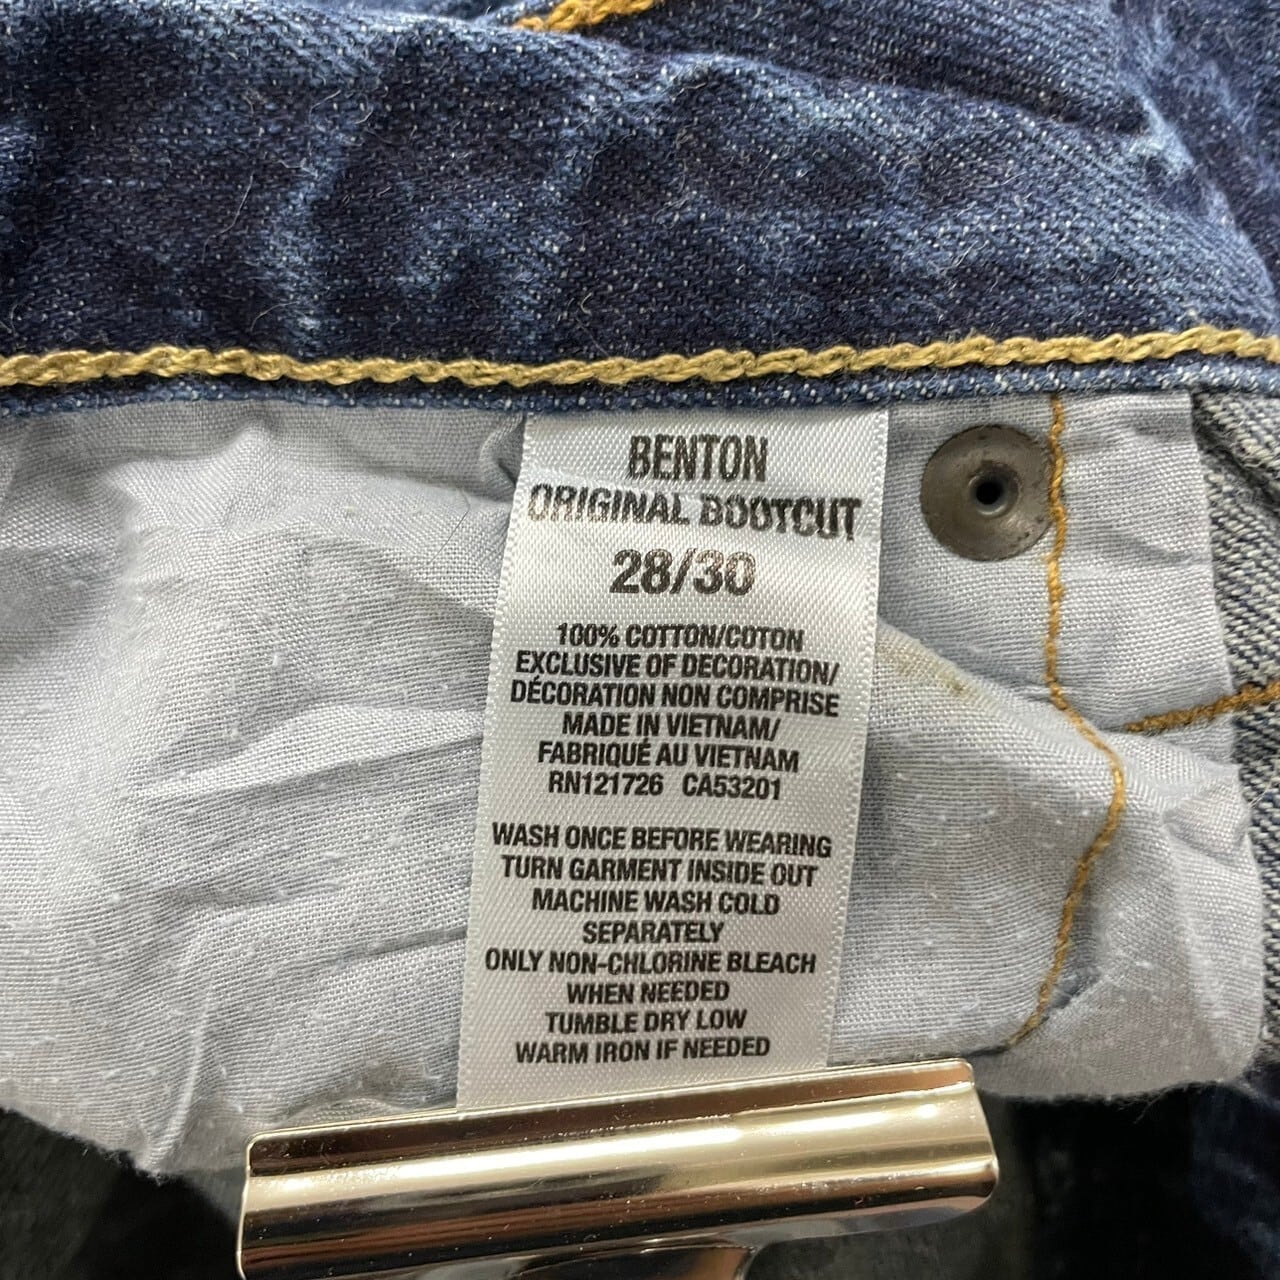 BENTON
ORIGINAL BOOTCUT
28/30
100% COTTON/COTON
EXCLUSIVE OF DECORATION/
DÉCORATION NON COMPRISE
MADE IN VIETNAM/
FABRIQUÉ AU VIETNAM
RN121726 CA53201
WASH ONCE BEFORE WEARING
TURN GARMENT INSIDE OUT
MACHINE WASH COLD
SEPARATELY
ONLY NON-CHLORINE BLEACH
WHEN NEEDED
TUMBLE DRY LOW
WARM IRON IF NEEDED